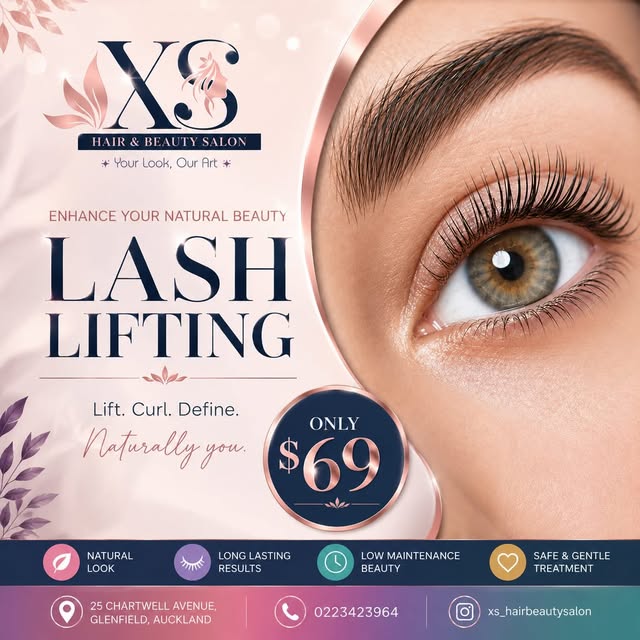 XS
HAIR & BEAUTY SALON
Your Look, Our Art
ENHANCE YOUR NATURAL BEAUTY
LASH
LIFTING
Lift. Curl. Define.
Naturally you.
ONLY
$69
NATURAL
LOOK
LONG LASTING
RESULTS
LOW MAINTENANCE
BEAUTY
SAFE & GENTLE
TREATMENT
25 CHARTWELL AVENUE,
GLENFIELD, AUCKLAND
0223423964
xs_hairbeautysalon